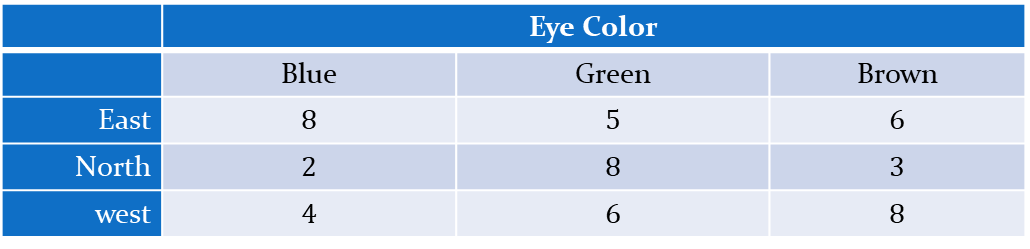 Eye Color
Blue Green Brown
East 8 5 6
North 2 8 3
west 4 6 8